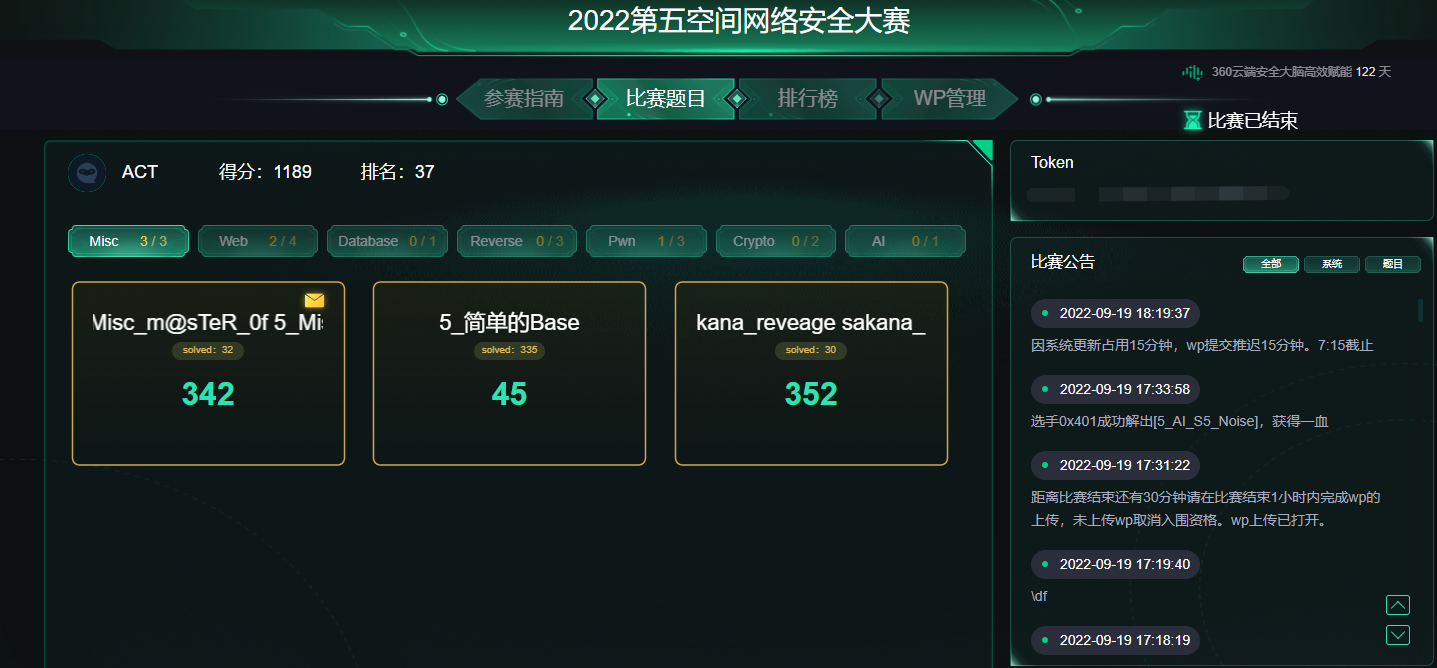 2022第五空间网络安全大赛
360云端安全大脑高效赋能 122 天
参赛指南
比赛题目
排行榜
WP管理
比赛已结束
ACT
得分：1189
排名：37
Misc 3 / 3
Web 2 / 4
Database 0 / 1
Reverse 0 / 3
Pwn 1 / 3
Crypto 0 / 2
AI 0 / 1
Misc_m@sTeR_0f 5_Mis
solved：32
342
5_简单的Base
solved：335
45
kana_reveage sakana_
solved：30
352
Token
比赛公告
全部
系统
题目
2022-09-19 18:19:37
因系统更新占用15分钟，wp提交推迟15分钟。7:15截止
2022-09-19 17:33:58
选手0x401成功解出[5_AI_S5_Noise]，获得一血
2022-09-19 17:31:22
距离比赛结束还有30分钟请在比赛结束1小时内完成wp的
上传，未上传wp取消入围资格。wp上传已打开。
2022-09-19 17:19:40
\df
2022-09-19 17:18:19